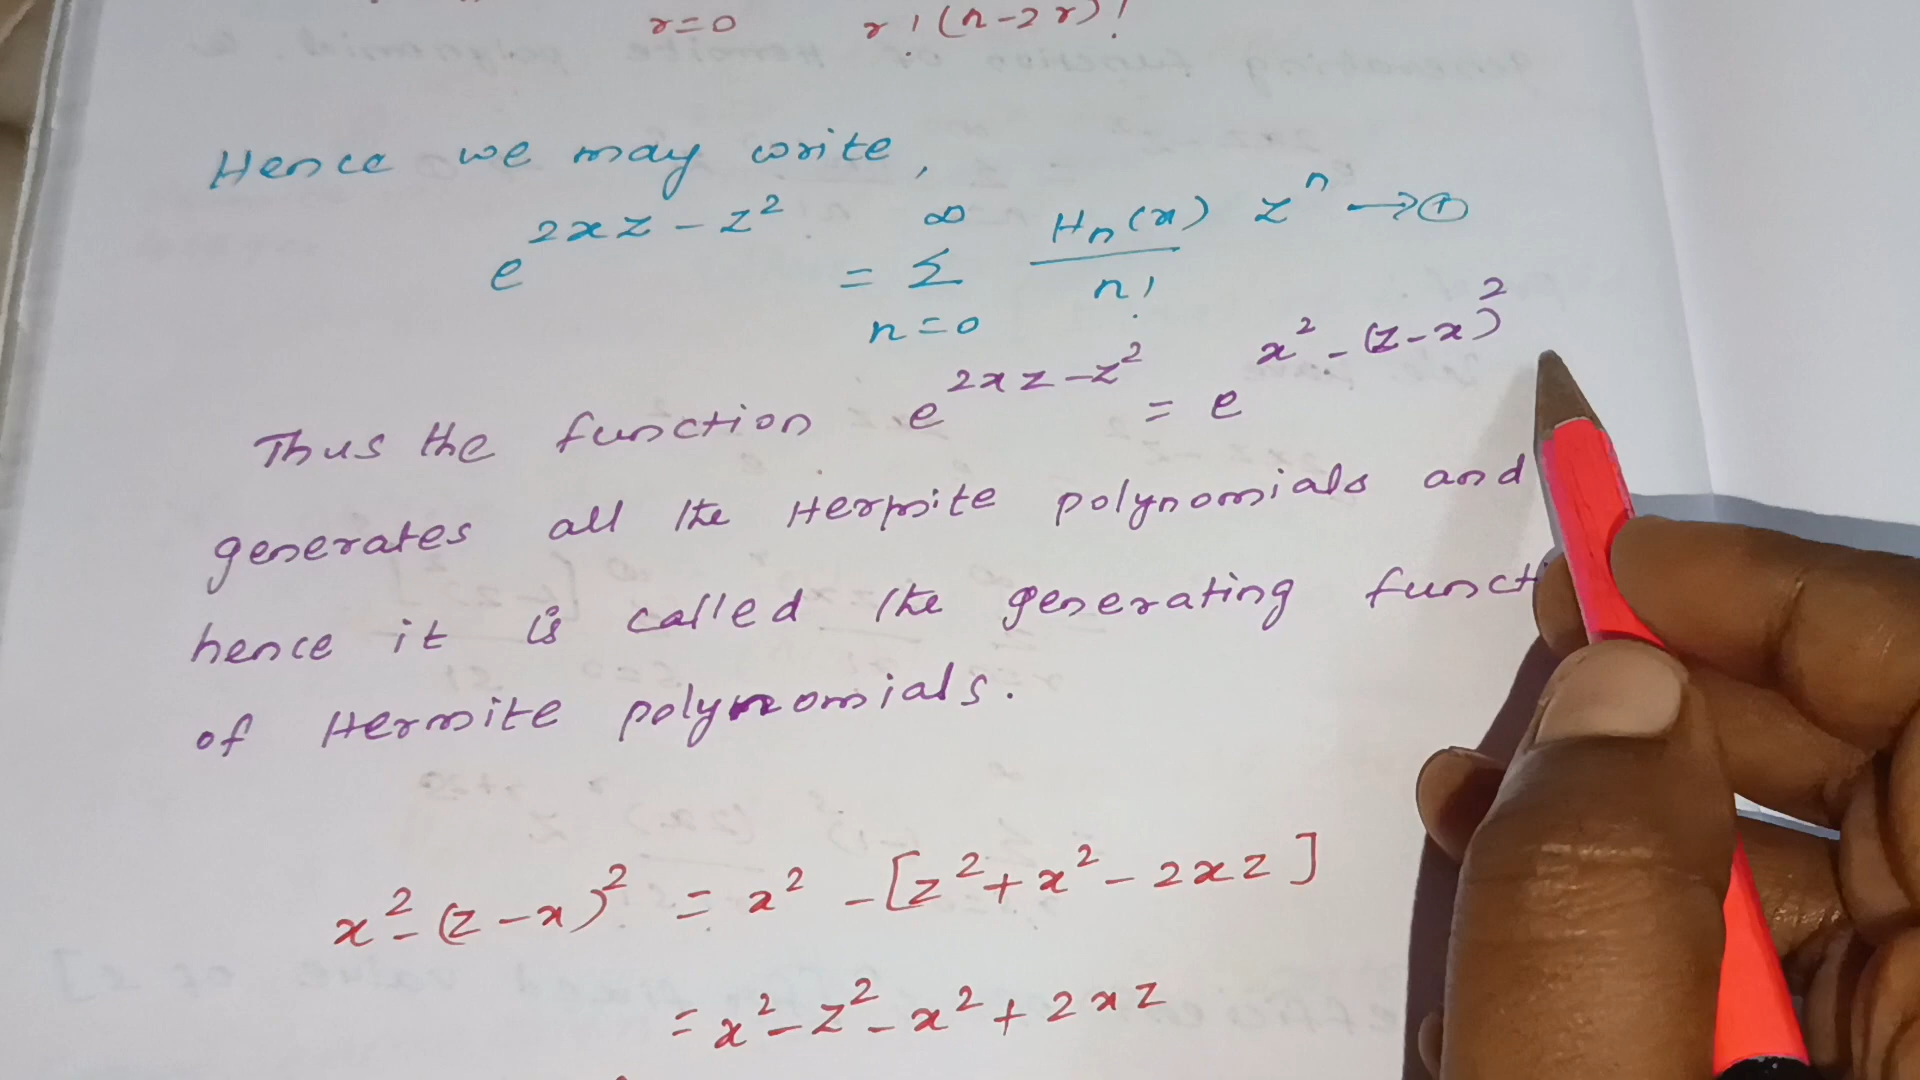 r=0 r!(n-2r)!
Hence we may write,
e^{2xz-z^2} = Σ_{n=0}^{∞} H_n(x)/n! z^n →①
Thus the function e^{2xz-z^2} = e^{x^2-(z-x)^2}
generates all the Hermite polynomials and
hence it is called the generating functi
of Hermite polynomials.
x^2-(z-x)^2 = x^2-[z^2+x^2-2xz]
= x^2-z^2-x^2+2xz